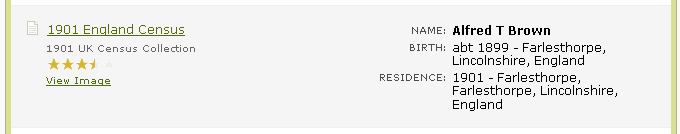 1901 England Census
1901 UK Census Collection
View Image
NAME: Alfred T Brown
BIRTH: abt 1899 - Farlesthorpe,
Lincolnshire, England
RESIDENCE: 1901 - Farlesthorpe,
Farlesthorpe, Lincolnshire,
England